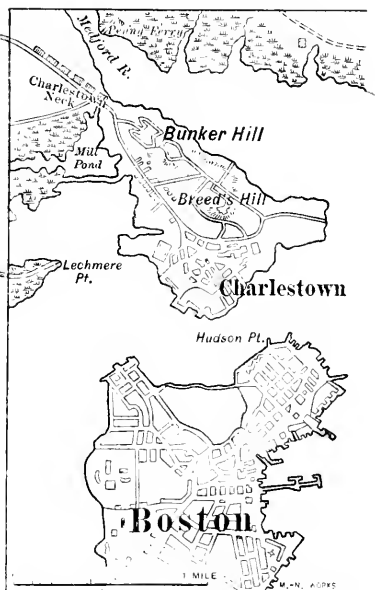 Medford R.
Penny Ferry
Charlestown
Neck
Bunker Hill
Mill
Pond
Breed's Hill
Lechmere
Pt.
Charlestown
Hudson Pt.
Boston
1 MILE
M.-N. WORKS